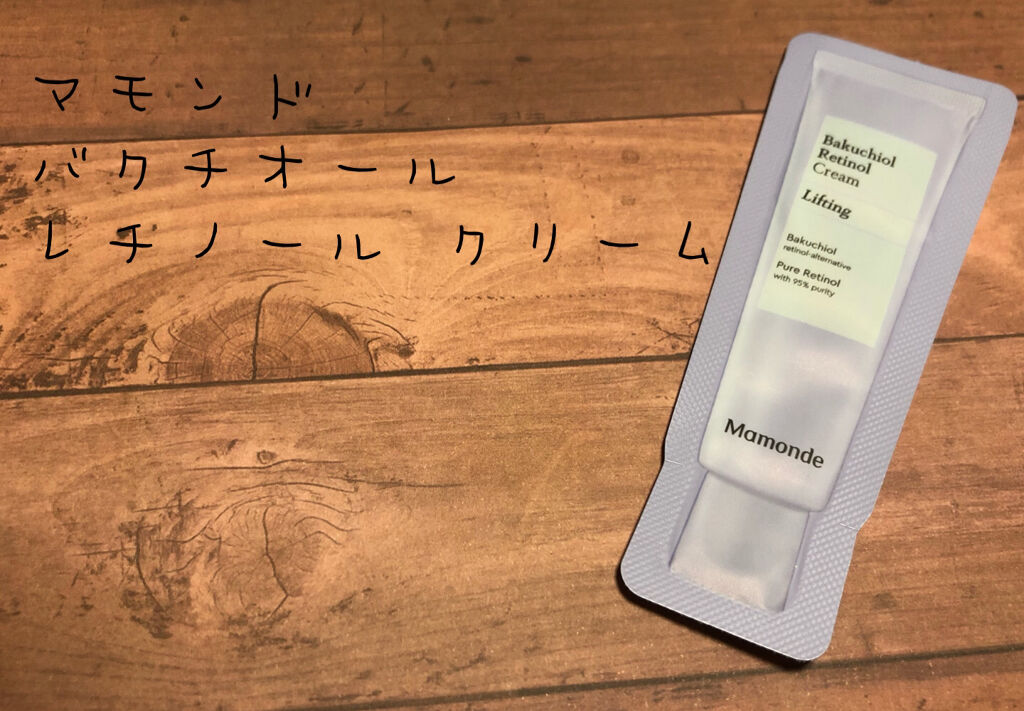 マモンド
バクチオール
レチノール クリーム
Bakuchiol
Retinol
Cream
Lifting
Bakuchiol
retinol-alternative
Pure Retinol
with 95% purity
Mamonde